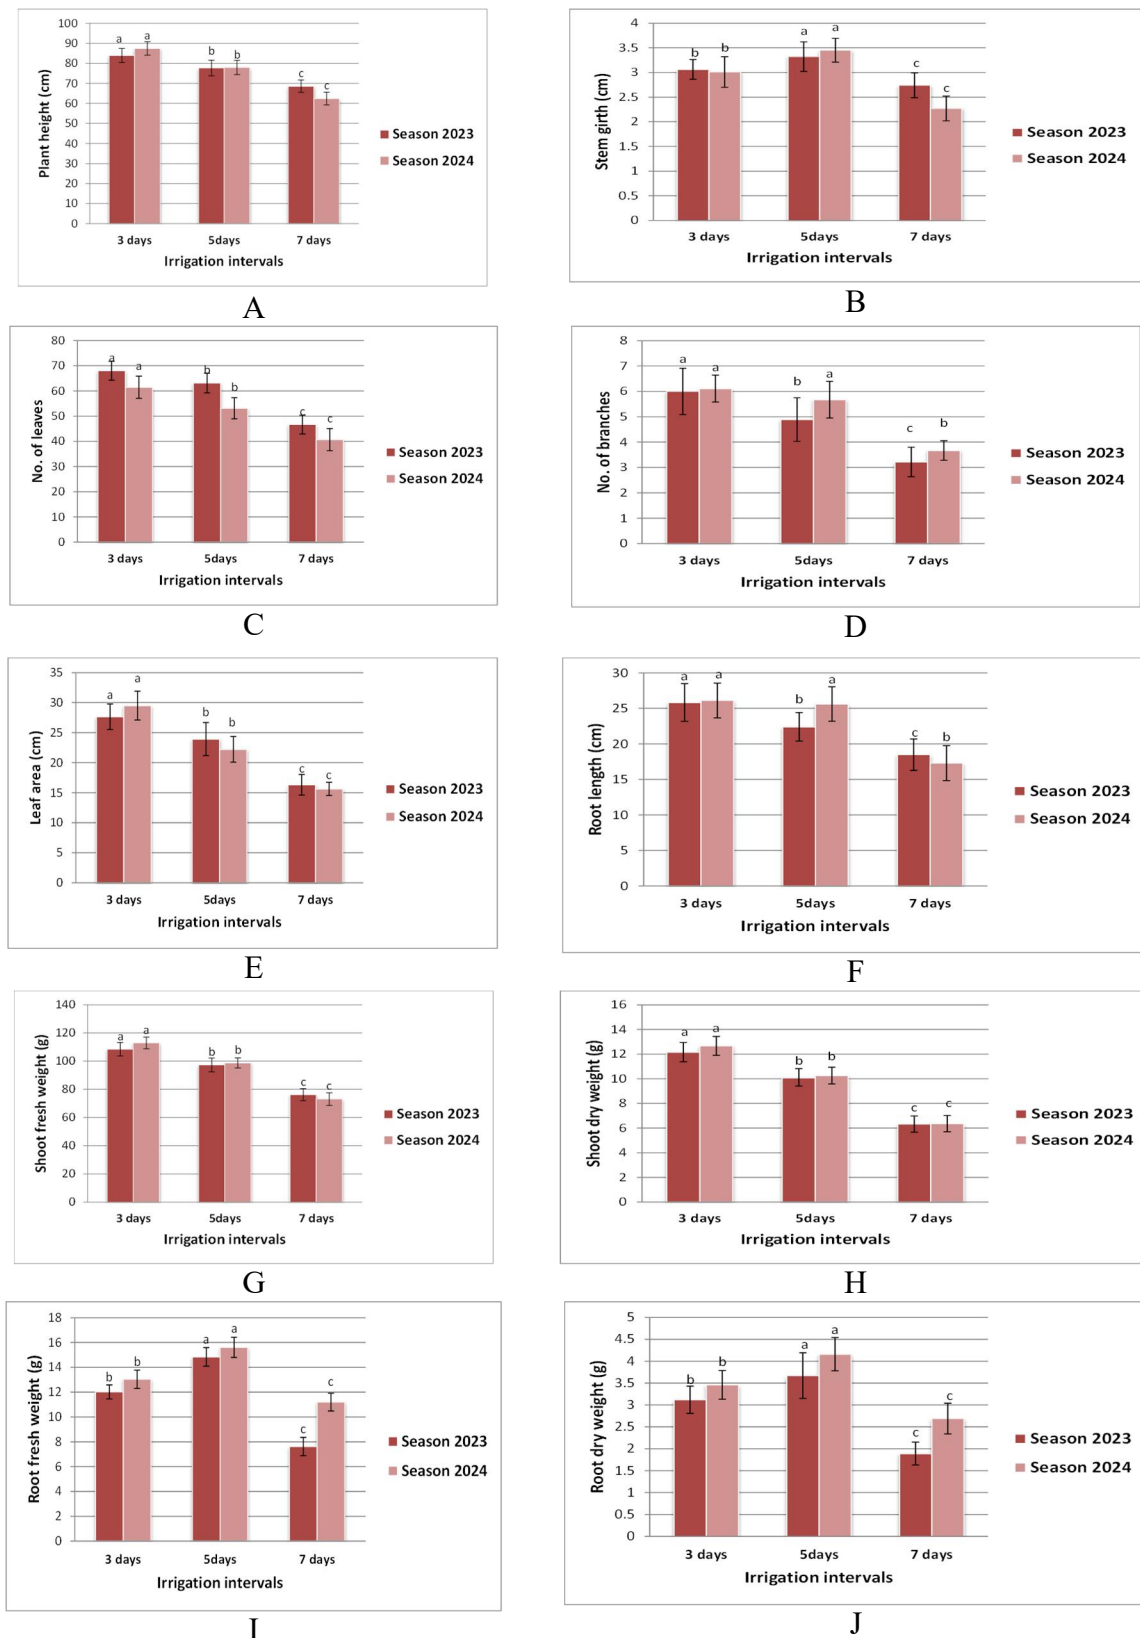 100
90
80
70
60
50
40
30
20
10
0
Plant height (cm)
a a b b c c
3 days 5days 7 days
Irrigation intervals
Season 2023
Season 2024
A
4
3.5
3
2.5
2
1.5
1
0.5
0
Stem girth (cm)
b b a a c c
3 days 5days 7 days
Irrigation intervals
Season 2023
Season 2024
B
80
70
60
50
40
30
20
10
0
No. of leaves
a a b b c c
3 days 5days 7 days
Irrigation intervals
Season 2023
Season 2024
C
8
7
6
5
4
3
2
1
0
No. of branches
a a b a c b
3 days 5days 7 days
Irrigation intervals
Season 2023
Season 2024
D
35
30
25
20
15
10
5
0
Leaf area (cm)
a a b b c c
3 days 5days 7 days
Irrigation intervals
Season 2023
Season 2024
E
30
25
20
15
10
5
0
Root length (cm)
a a b a c b
3 days 5days 7 days
Irrigation intervals
Season 2023
Season 2024
F
140
120
100
80
60
40
20
0
Shoot fresh weight (g)
a a b b c c
3 days 5days 7 days
Irrigation intervals
Season 2023
Season 2024
G
16
14
12
10
8
6
4
2
0
Shoot dry weight (g)
a a b b c c
3 days 5days 7 days
Irrigation intervals
Season 2023
Season 2024
H
18
16
14
12
10
8
6
4
2
0
Root fresh weight (g)
b b a a c c
3 days 5days 7 days
Irrigation intervals
Season 2023
Season 2024
I
5
4.5
4
3.5
3
2.5
2
1.5
1
0.5
0
Root dry weight (g)
b b a a c c
3 days 5days 7 days
Irrigation intervals
Season 2023
Season 2024
J